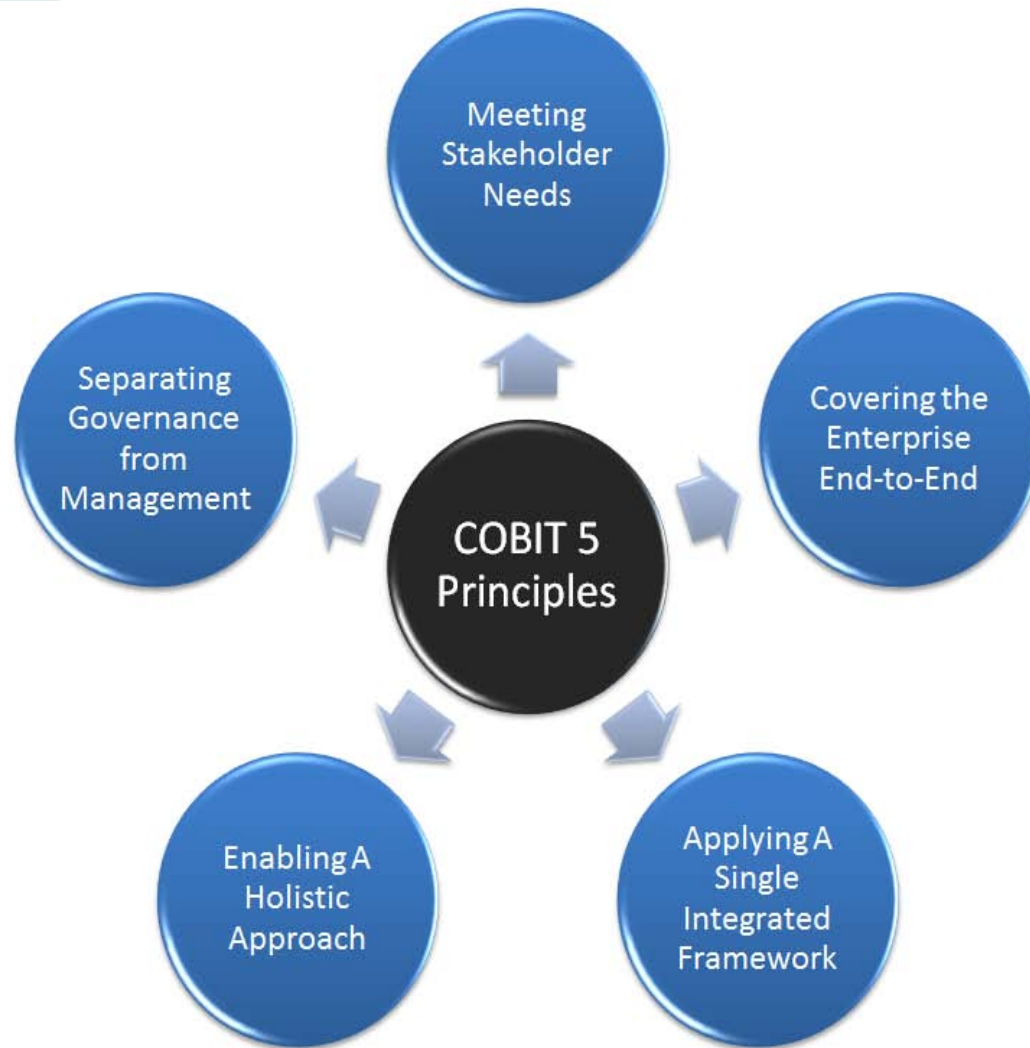 Meeting
Stakeholder
Needs
Separating
Governance
from
Management
Covering the
Enterprise
End-to-End
COBIT 5
Principles
Enabling A
Holistic
Approach
Applying A
Single
Integrated
Framework